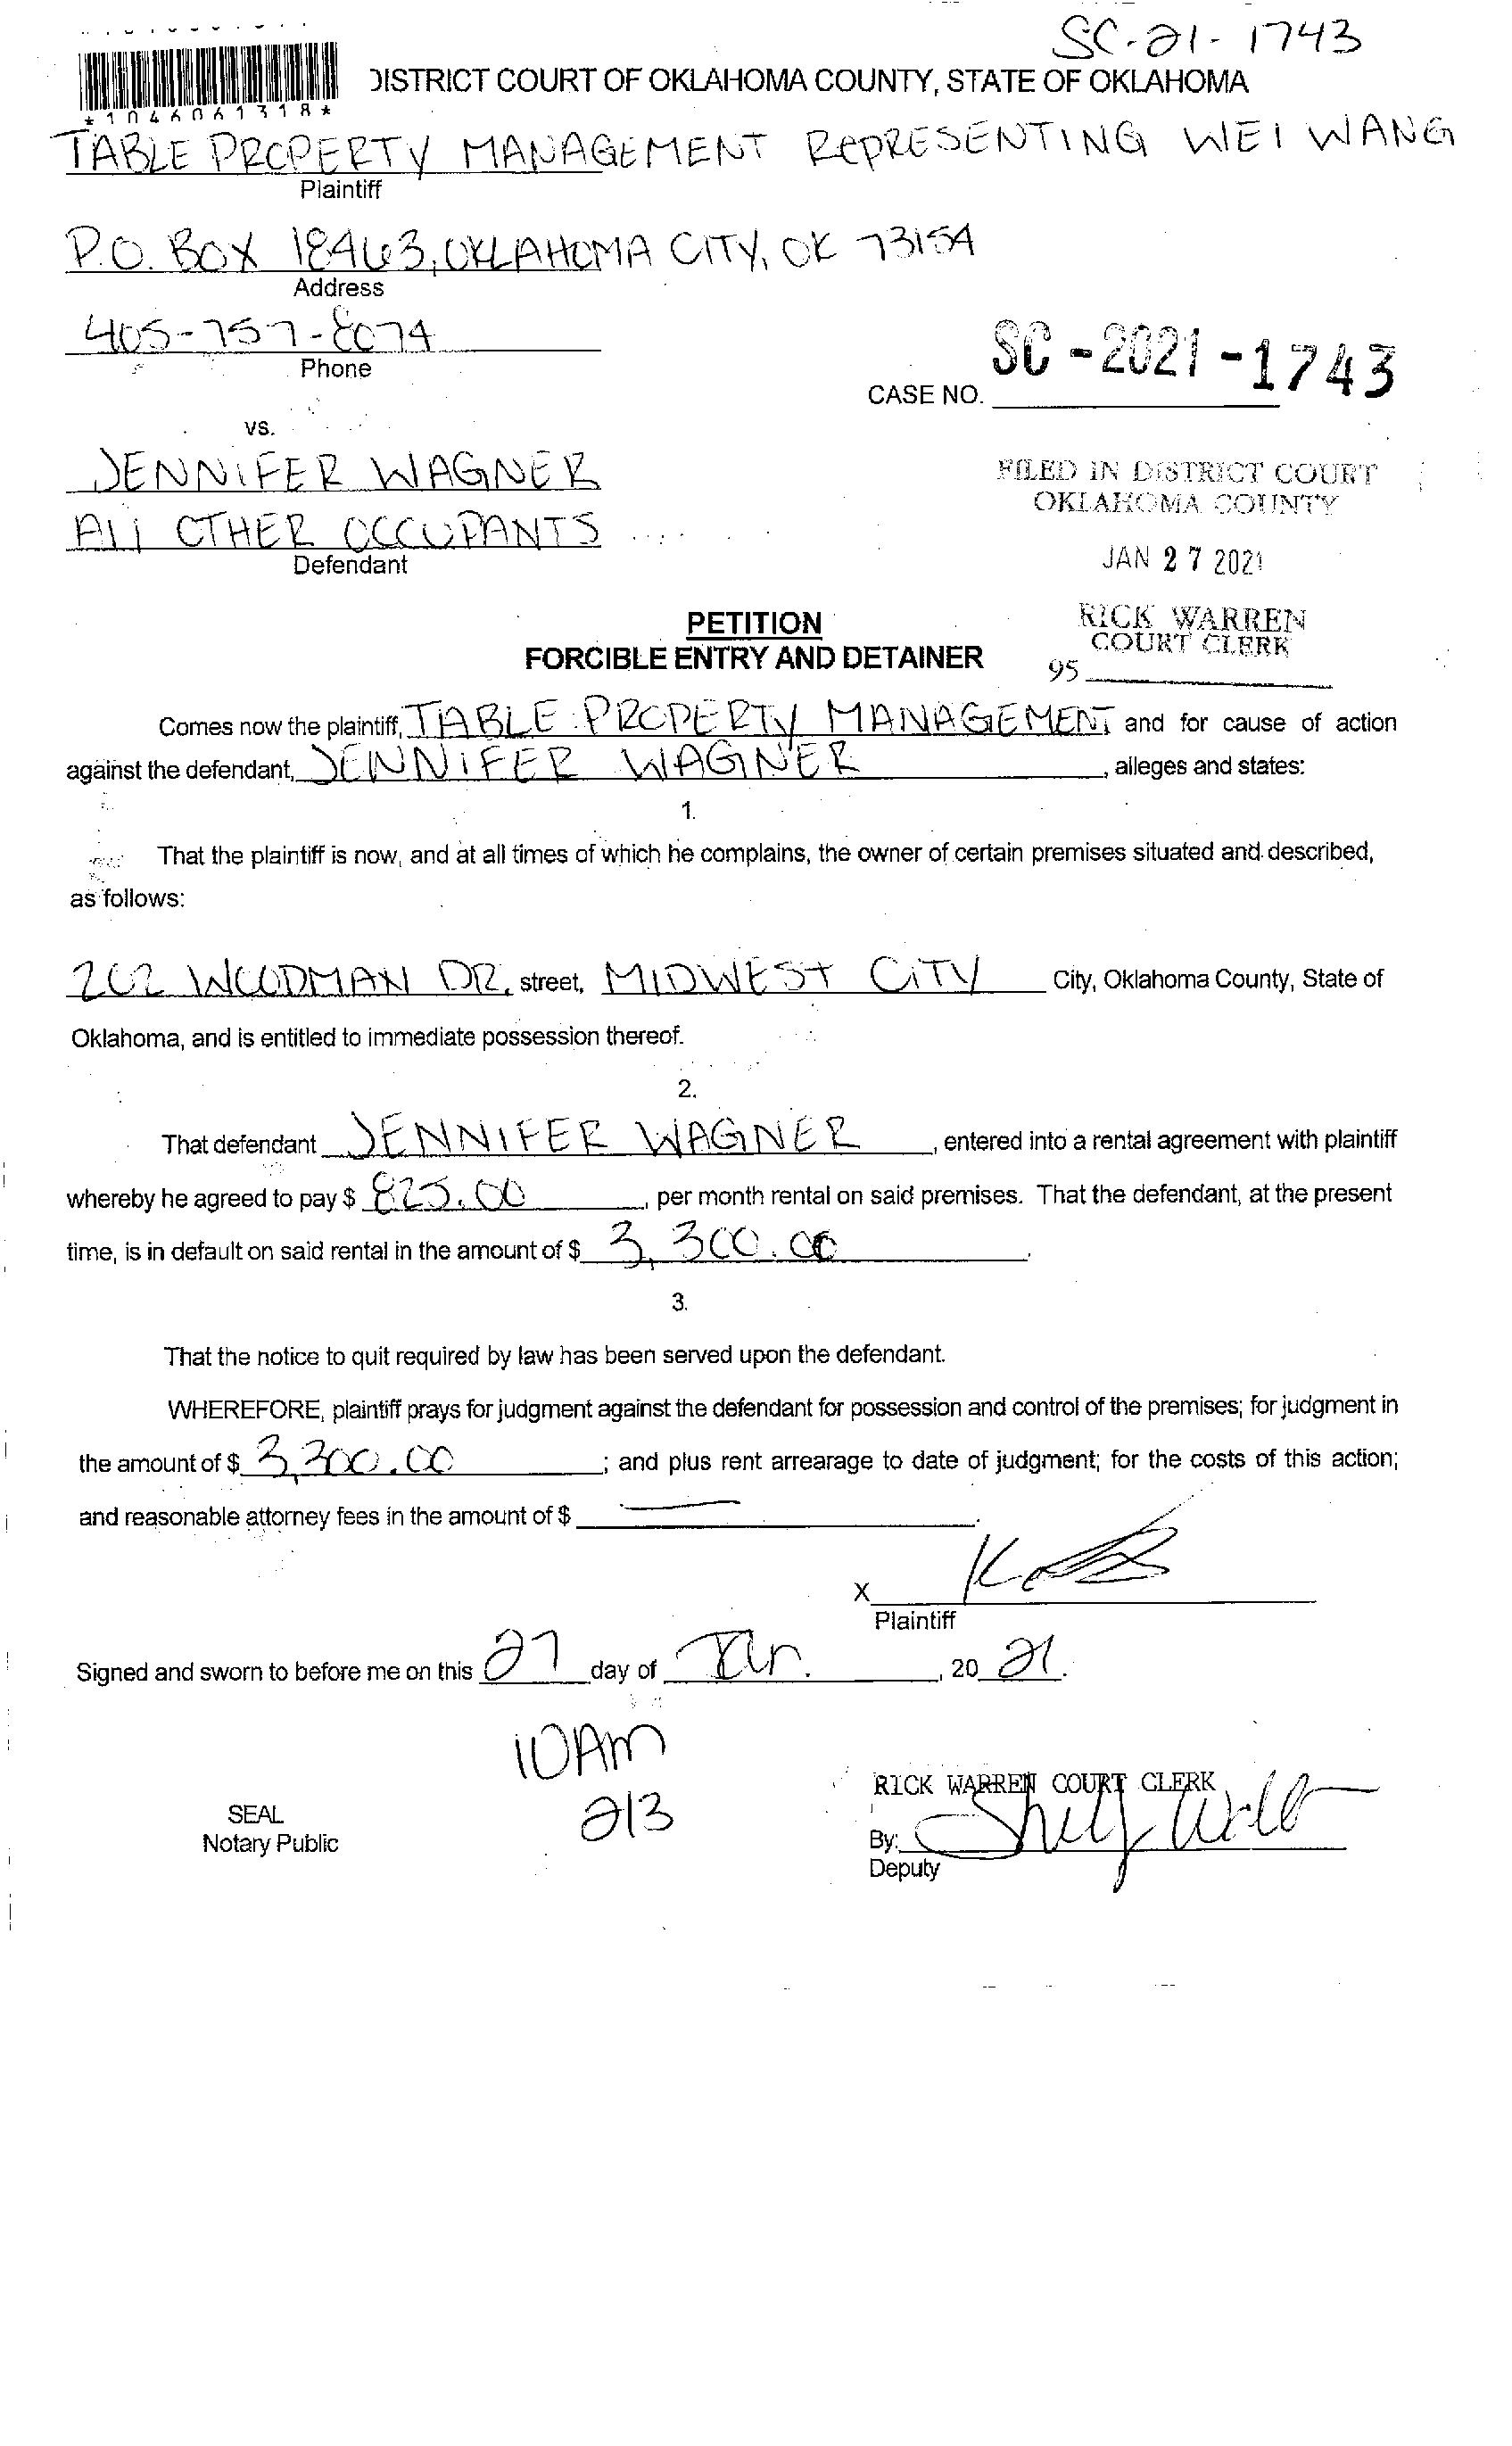 SC-21-1743
DISTRICT COURT OF OKLAHOMA COUNTY, STATE OF OKLAHOMA
*1046061318*
TABLE PROPERTY MANAGEMENT REPRESENTING WEI WANG
Plaintiff
P.O. BOX 18463, OKLAHOMA CITY, OK 73154
Address
405-757-8074
Phone
SC-2021-1743
CASE NO.
vs.
JENNIFER WAGNER
FILED IN DISTRICT COURT
OKLAHOMA COUNTY
ALL OTHER OCCUPANTS
Defendant
JAN 27 2021
RICK WARREN
COURT CLERK
95
PETITION
FORCIBLE ENTRY AND DETAINER
Comes now the plaintiff, TABLE PROPERTY MANAGEMENT and for cause of action
against the defendant, JENNIFER WAGNER, alleges and states:
1.
That the plaintiff is now, and at all times of which he complains, the owner of certain premises situated and described,
as follows:
202 WOODMAN DR. street, MIDWEST CITY City, Oklahoma County, State of
Oklahoma, and is entitled to immediate possession thereof.
2.
That defendant JENNIFER WAGNER, entered into a rental agreement with plaintiff
whereby he agreed to pay $ 825.00, per month rental on said premises. That the defendant, at the present
time, is in default on said rental in the amount of $ 3,300.00.
3.
That the notice to quit required by law has been served upon the defendant.
WHEREFORE, plaintiff prays for judgment against the defendant for possession and control of the premises; for judgment in
the amount of $ 3,300.00; and plus rent arrearage to date of judgment; for the costs of this action;
and reasonable attorney fees in the amount of $ —.
X
Plaintiff
Signed and sworn to before me on this 27 day of Jan., 20 21.
10Am
213
RICK WARREN COURT CLERK
SEAL
Notary Public
By:
Deputy